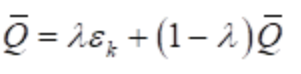 Q̅ = λε_k + (1 − λ)Q̅